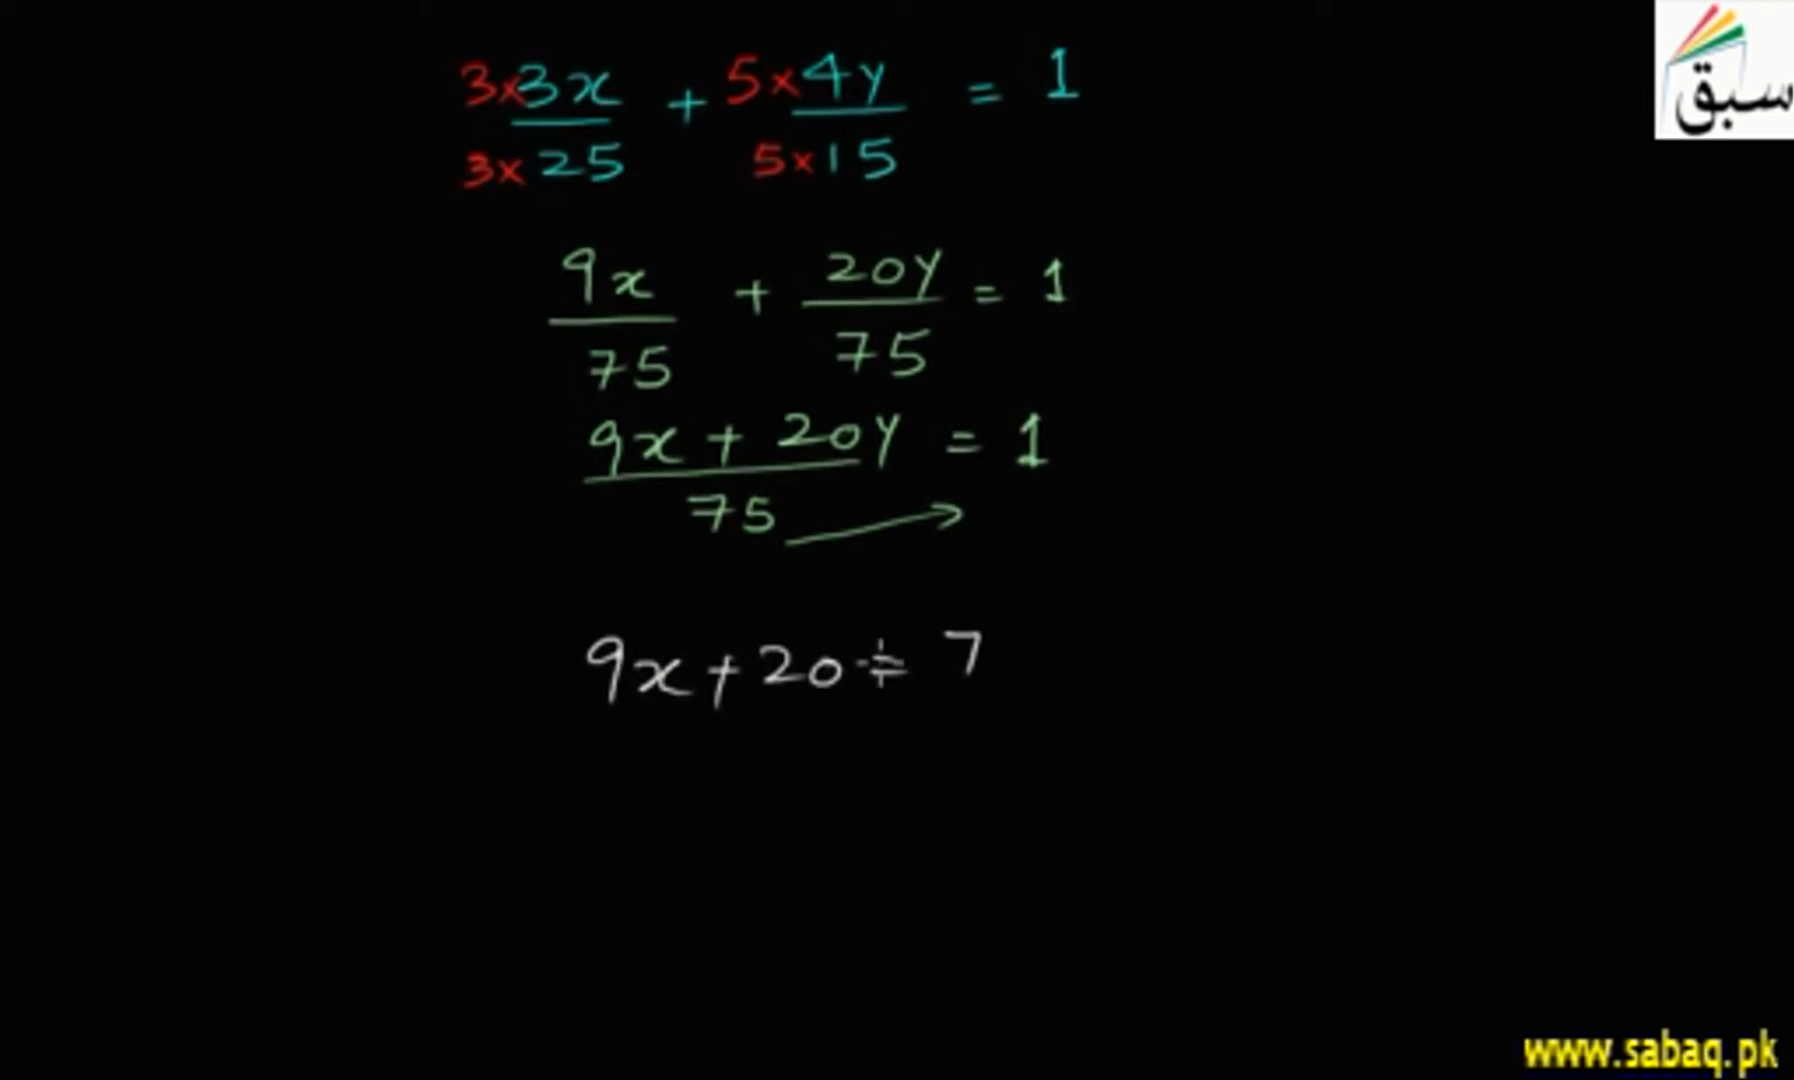 سبق
3×3x/3×25 + 5×4y/5×15 = 1
9x/75 + 20y/75 = 1
9x + 20y/75 = 1
9x + 20 = 7
www.sabaq.pk